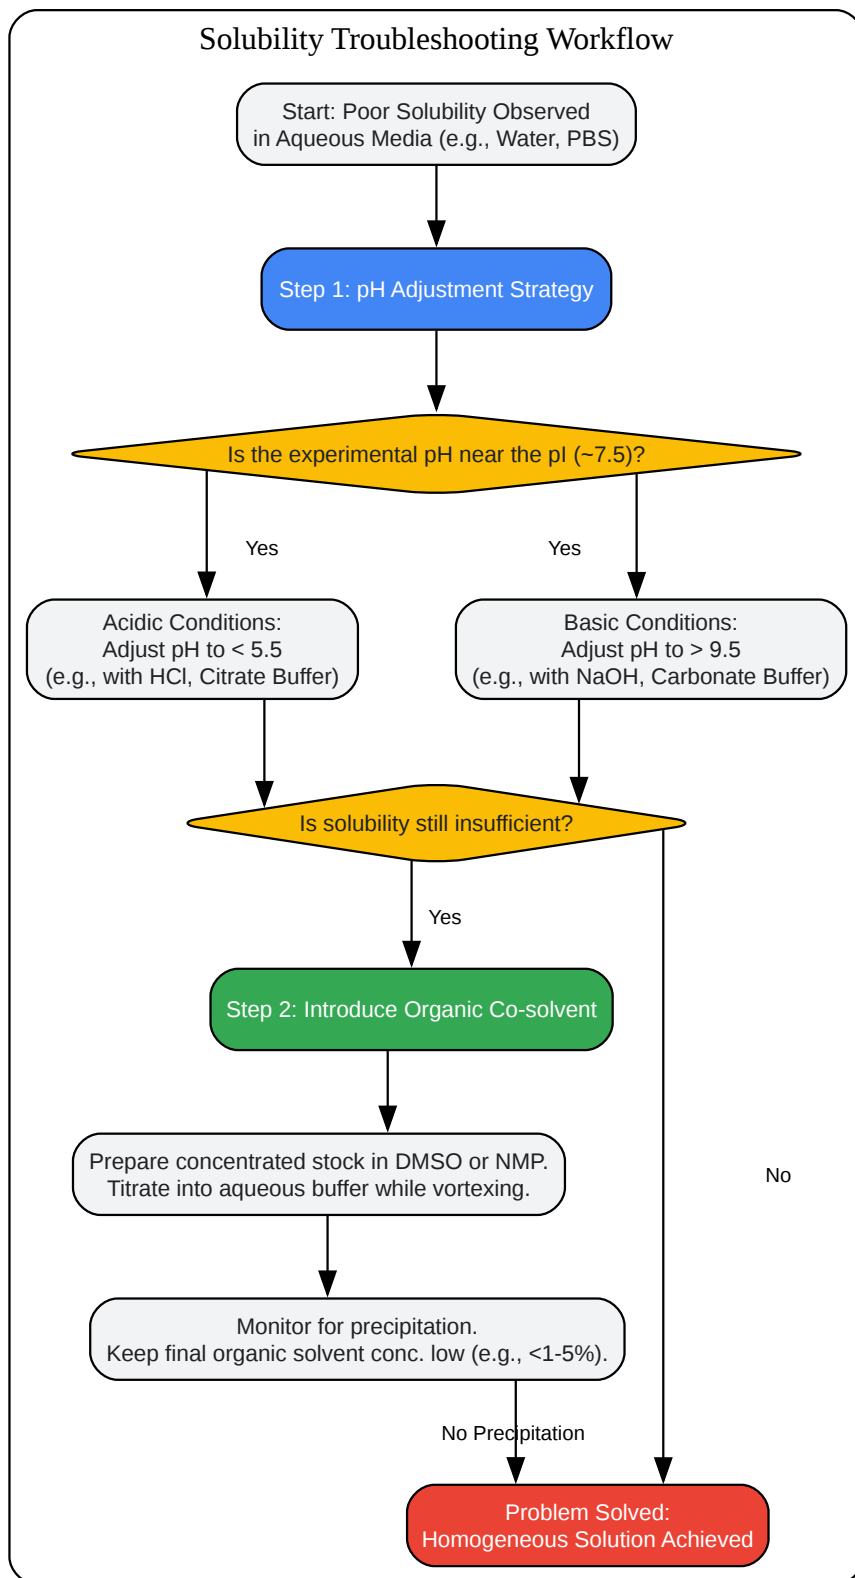 Solubility Troubleshooting Workflow
Start: Poor Solubility Observed
in Aqueous Media (e.g., Water, PBS)
Step 1: pH Adjustment Strategy
Is the experimental pH near the pI (~7.5)?
Yes
Yes
Acidic Conditions:
Adjust pH to < 5.5
(e.g., with HCl, Citrate Buffer)
Basic Conditions:
Adjust pH to > 9.5
(e.g., with NaOH, Carbonate Buffer)
Is solubility still insufficient?
Yes
Step 2: Introduce Organic Co-solvent
Prepare concentrated stock in DMSO or NMP.
Titrate into aqueous buffer while vortexing.
No
Monitor for precipitation.
Keep final organic solvent conc. low (e.g., <1-5%).
No Precipitation
Problem Solved:
Homogeneous Solution Achieved